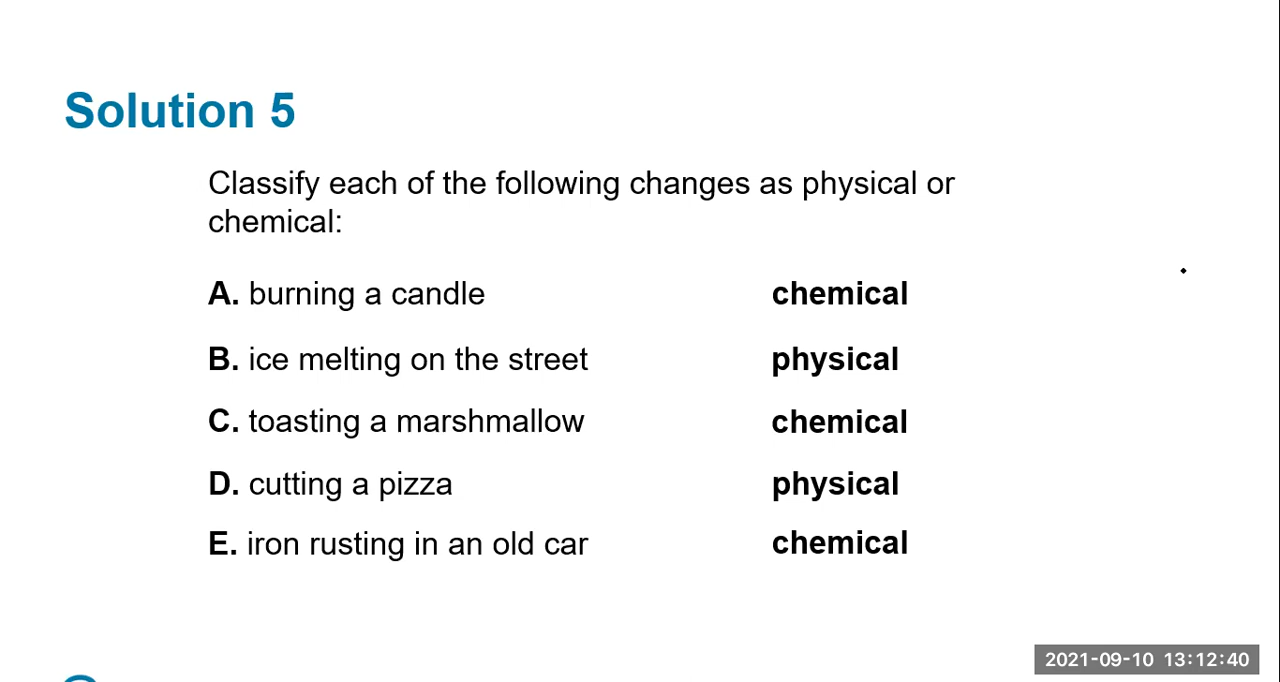 Solution 5
Classify each of the following changes as physical or
chemical:
A. burning a candle chemical
B. ice melting on the street physical
C. toasting a marshmallow chemical
D. cutting a pizza physical
E. iron rusting in an old car chemical
2021-09-10 13:12:40